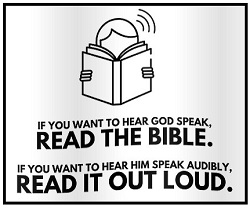 IF YOU WANT TO HEAR GOD SPEAK,
READ THE BIBLE.
IF YOU WANT TO HEAR HIM SPEAK AUDIBLY,
READ IT OUT LOUD.